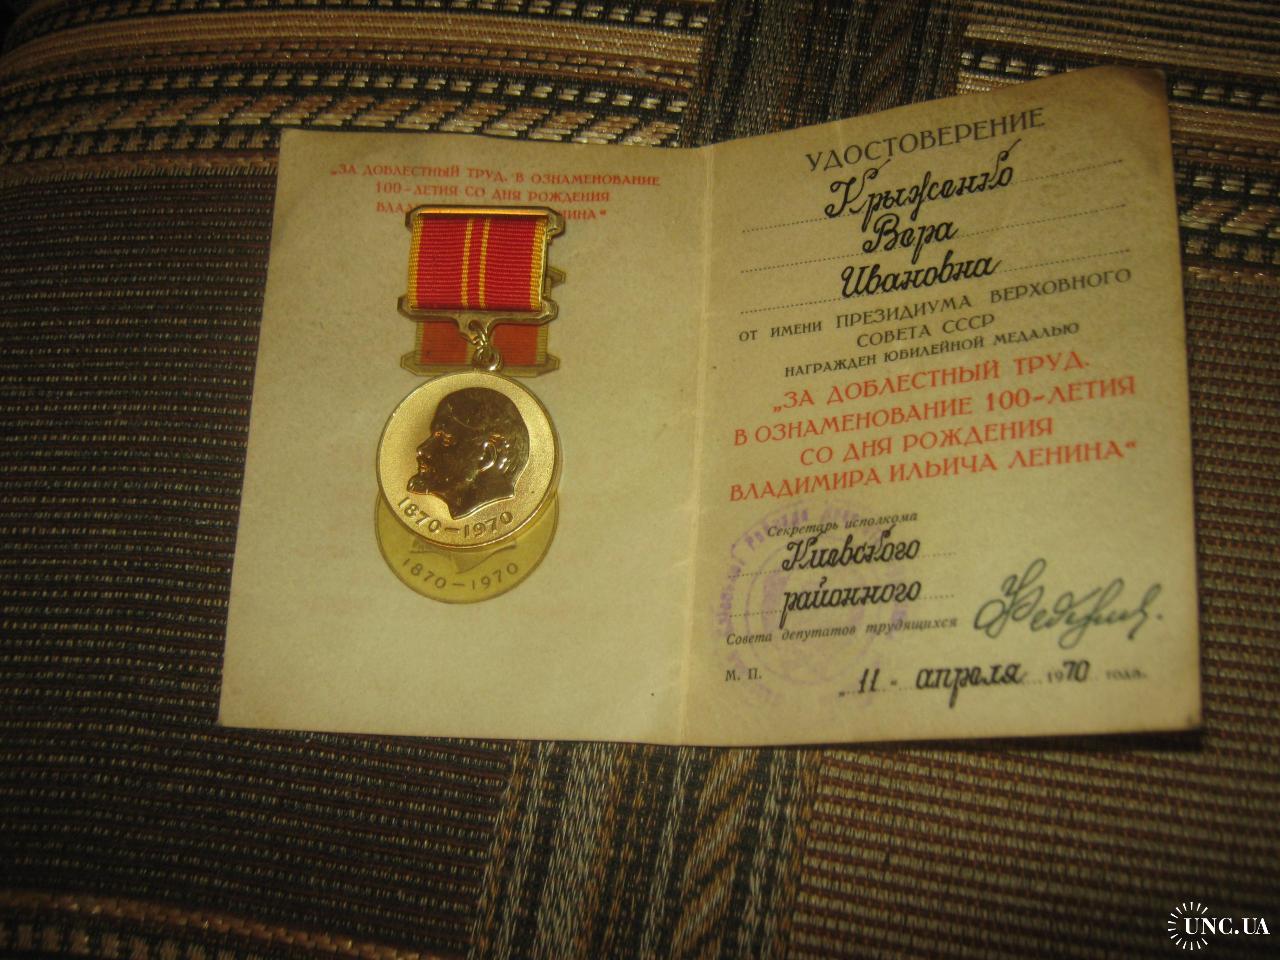 „ЗА ДОБЛЕСТНЫЙ ТРУД. В ОЗНАМЕНОВАНИЕ
100-ЛЕТИЯ СО ДНЯ РОЖДЕНИЯ
1870-1970
1870-1970
УДОСТОВЕРЕНИЕ
Крыженко
Вера
Ивановна
ОТ ИМЕНИ ПРЕЗИДИУМА ВЕРХОВНОГО
СОВЕТА СССР
НАГРАЖДЕН ЮБИЛЕЙНОЙ МЕДАЛЬЮ
„ЗА ДОБЛЕСТНЫЙ ТРУД.
В ОЗНАМЕНОВАНИЕ 100-ЛЕТИЯ
СО ДНЯ РОЖДЕНИЯ
ВЛАДИМИРА ИЛЬИЧА ЛЕНИНА“
Секретарь исполкома
Киевского
районного
Совета депутатов трудящихся
М. П.
„11“ апреля 1970 года.
UNC.UA